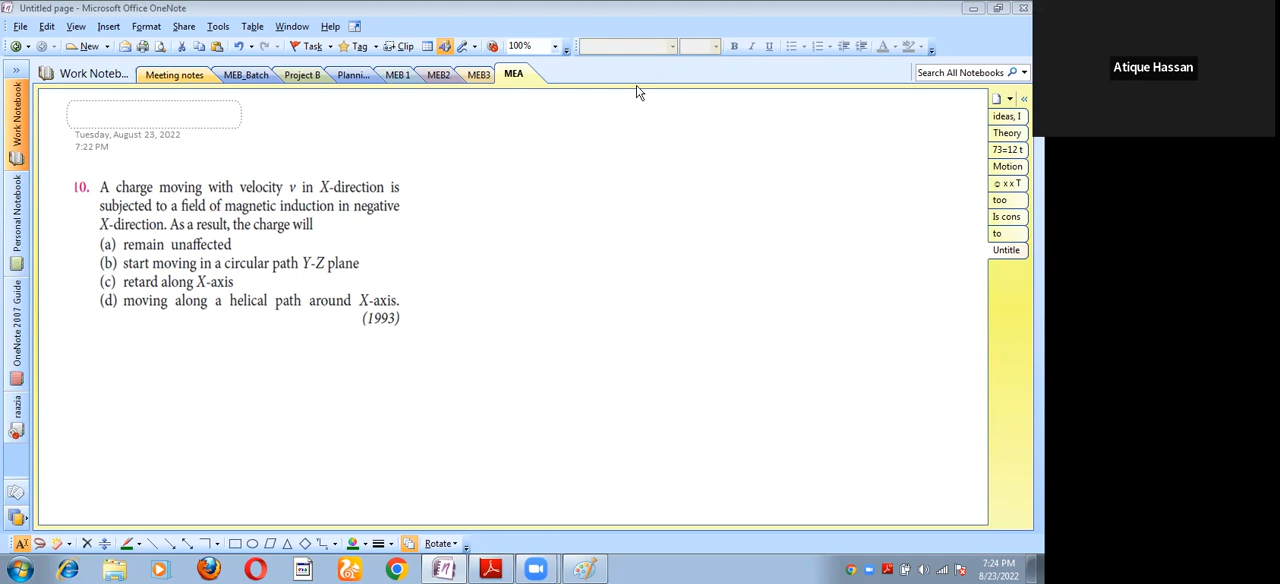 Untitled page - Microsoft Office OneNote
File Edit View Insert Format Share Tools Table Window Help
New Task Tag Clip 100% B I U A
Work Noteb... Meeting notes MEB_Batch Project B Planni... MEB 1 MEB2 MEB3 MEA Search All Notebooks
Atique Hassan
Work Notebook
Personal Notebook
OneNote 2007 Guide
raazia
Tuesday, August 23, 2022
7:22 PM
10. A charge moving with velocity v in X-direction is
subjected to a field of magnetic induction in negative
X-direction. As a result, the charge will
(a) remain unaffected
(b) start moving in a circular path Y-Z plane
(c) retard along X-axis
(d) moving along a helical path around X-axis.
(1993)
ideas, I
Theory
73=12 t
Motion
☺ x x T
too
Is cons
to
Untitle
Rotate
7:24 PM
8/23/2022